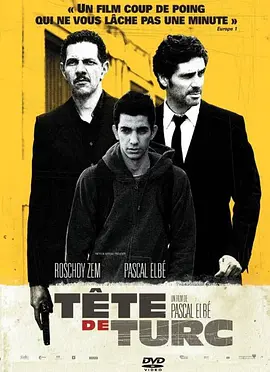 « UN FILM COUP DE POING
QUI NE VOUS LÂCHE PAS UNE MINUTE »
Europe 1
ROSCHDY ZEM PASCAL ELBÉ
TÊTE
DE TURC
UN FILM DE
PASCAL ELBÉ
DVD
VIDEO